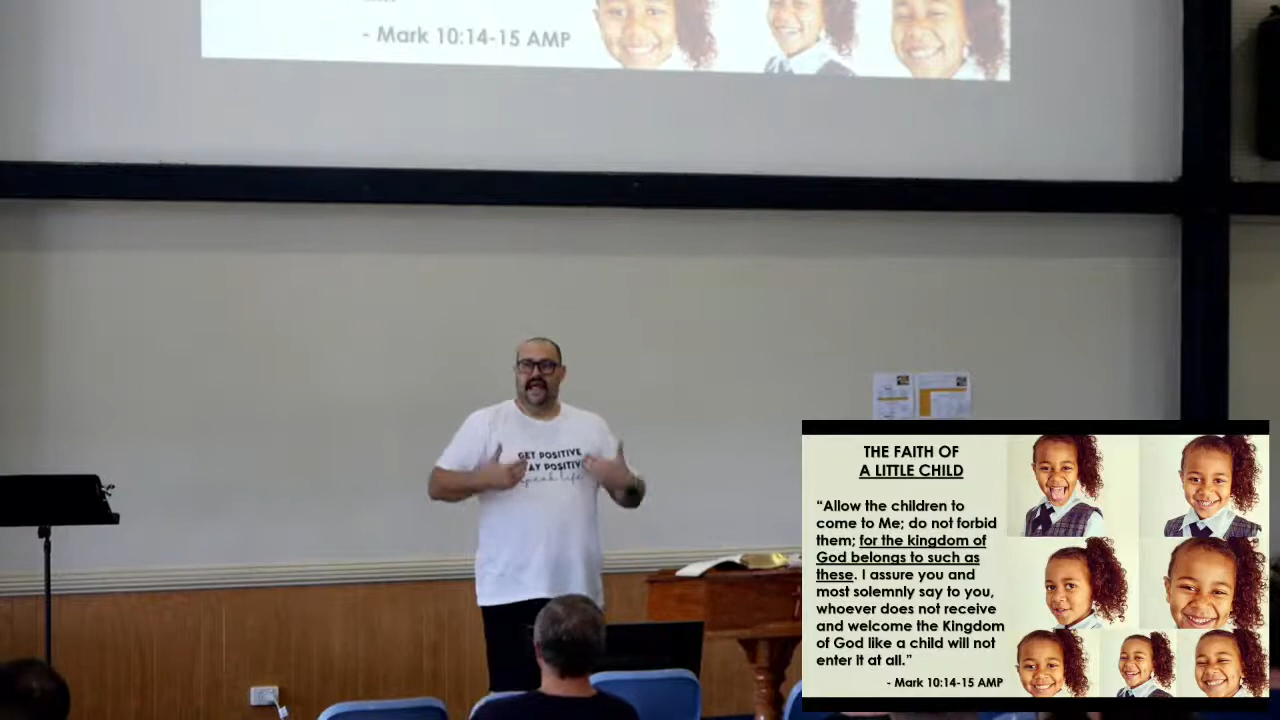 - Mark 10:14-15 AMP
GET POSITIVE
AY POSITIV
speak life
THE FAITH OF
A LITTLE CHILD
“Allow the children to
come to Me; do not forbid
them; for the kingdom of
God belongs to such as
these. I assure you and
most solemnly say to you,
whoever does not receive
and welcome the Kingdom
of God like a child will not
enter it at all.”
- Mark 10:14-15 AMP